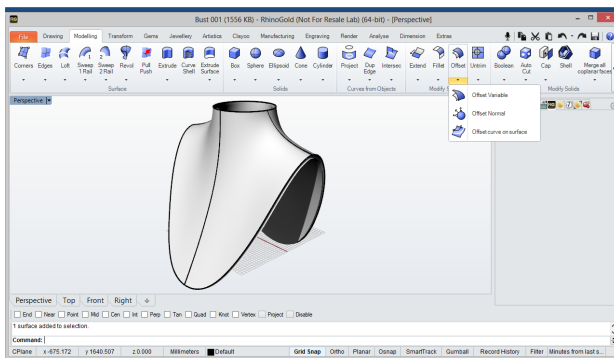 Bust 001 (1556 KB) - RhinoGold (Not For Resale Lab) (64-bit) - [Perspective]
File Drawing Modelling Transform Gems Jewellery Artistics Clayoo Manufacturing Engraving Render Analyse Dimension Extras
Corners Edges Loft Sweep 1 Rail Sweep 2 Rail Revol Pull Push Extrude Curve Shell Extrude Surface Box Sphere Ellipsoid Cone Cylinder Project Dup Edge Intersec Extend Fillet Offset Untrim Boolean Auto Cut Cap Shell Merge all coplanar faces
Surface Solids Curves from Objects Modify S Modify Solids
Offset Variable
Offset Normal
Offset curve on surface
Perspective
Perspective Top Front Right
End Near Point Mid Cen Int Perp Tan Quad Knot Vertex Project Disable
1 surface added to selection.
Command:
CPlane x -675.172 y 1640.507 z 0.000 Millimeters Default Grid Snap Ortho Planar Osnap SmartTrack Gumball Record History Filter Minutes from last s...